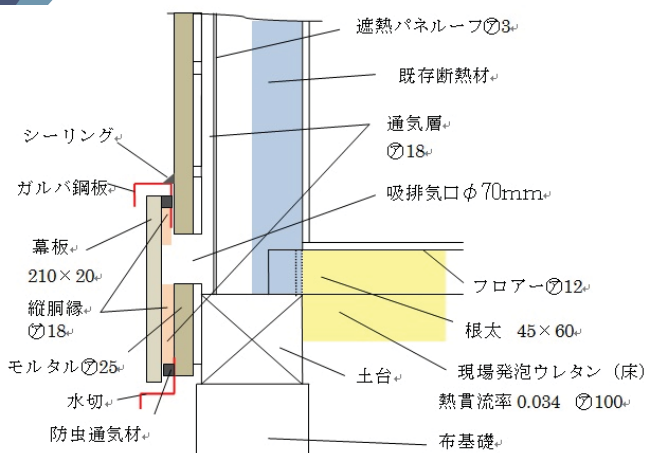 遮熱パネルーフ㋐3
既存断熱材
通気層
㋐18
シーリング
ガルバ鋼板
吸排気口φ70mm
幕板
210×20
フロアー㋐12
縦胴縁
㋐18
根太 45×60
モルタル㋐25
土台
現場発泡ウレタン（床）
水切
熱貫流率 0.034 ㋐100
防虫通気材
布基礎